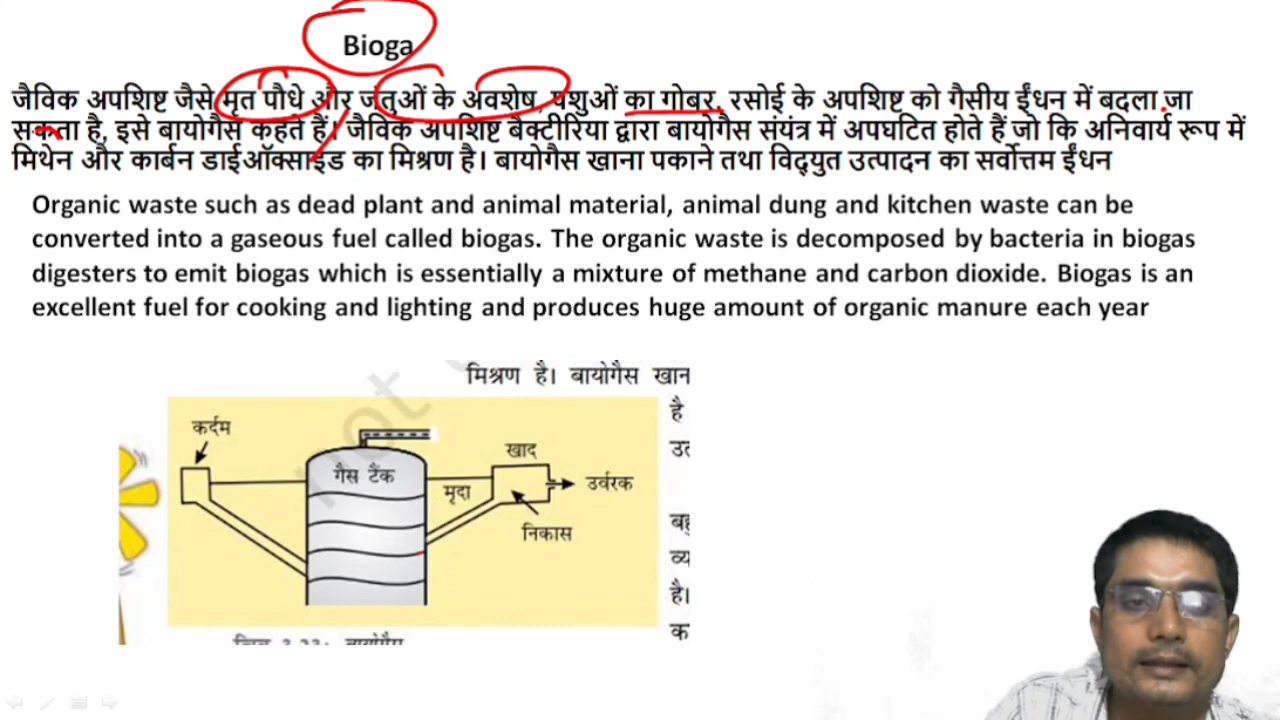 Bioga
जैविक अपशिष्ट जैसे मृत पौधे और जंतुओं के अवशेष, पशुओं का गोबर, रसोई के अपशिष्ट को गैसीय ईंधन में बदला जा
सकता है, इसे बायोगैस कहते हैं। जैविक अपशिष्ट बैक्टीरिया द्वारा बायोगैस संयंत्र में अपघटित होते हैं जो कि अनिवार्य रूप में
मिथेन और कार्बन डाईऑक्साइड का मिश्रण है। बायोगैस खाना पकाने तथा विद्युत उत्पादन का सर्वोत्तम ईंधन
Organic waste such as dead plant and animal material, animal dung and kitchen waste can be
converted into a gaseous fuel called biogas. The organic waste is decomposed by bacteria in biogas
digesters to emit biogas which is essentially a mixture of methane and carbon dioxide. Biogas is an
excellent fuel for cooking and lighting and produces huge amount of organic manure each year
मिश्रण है। बायोगैस खान
है
कर्दम
खाद
गैस टैंक
मृदा
उर्वरक
निकास
है।
क
not